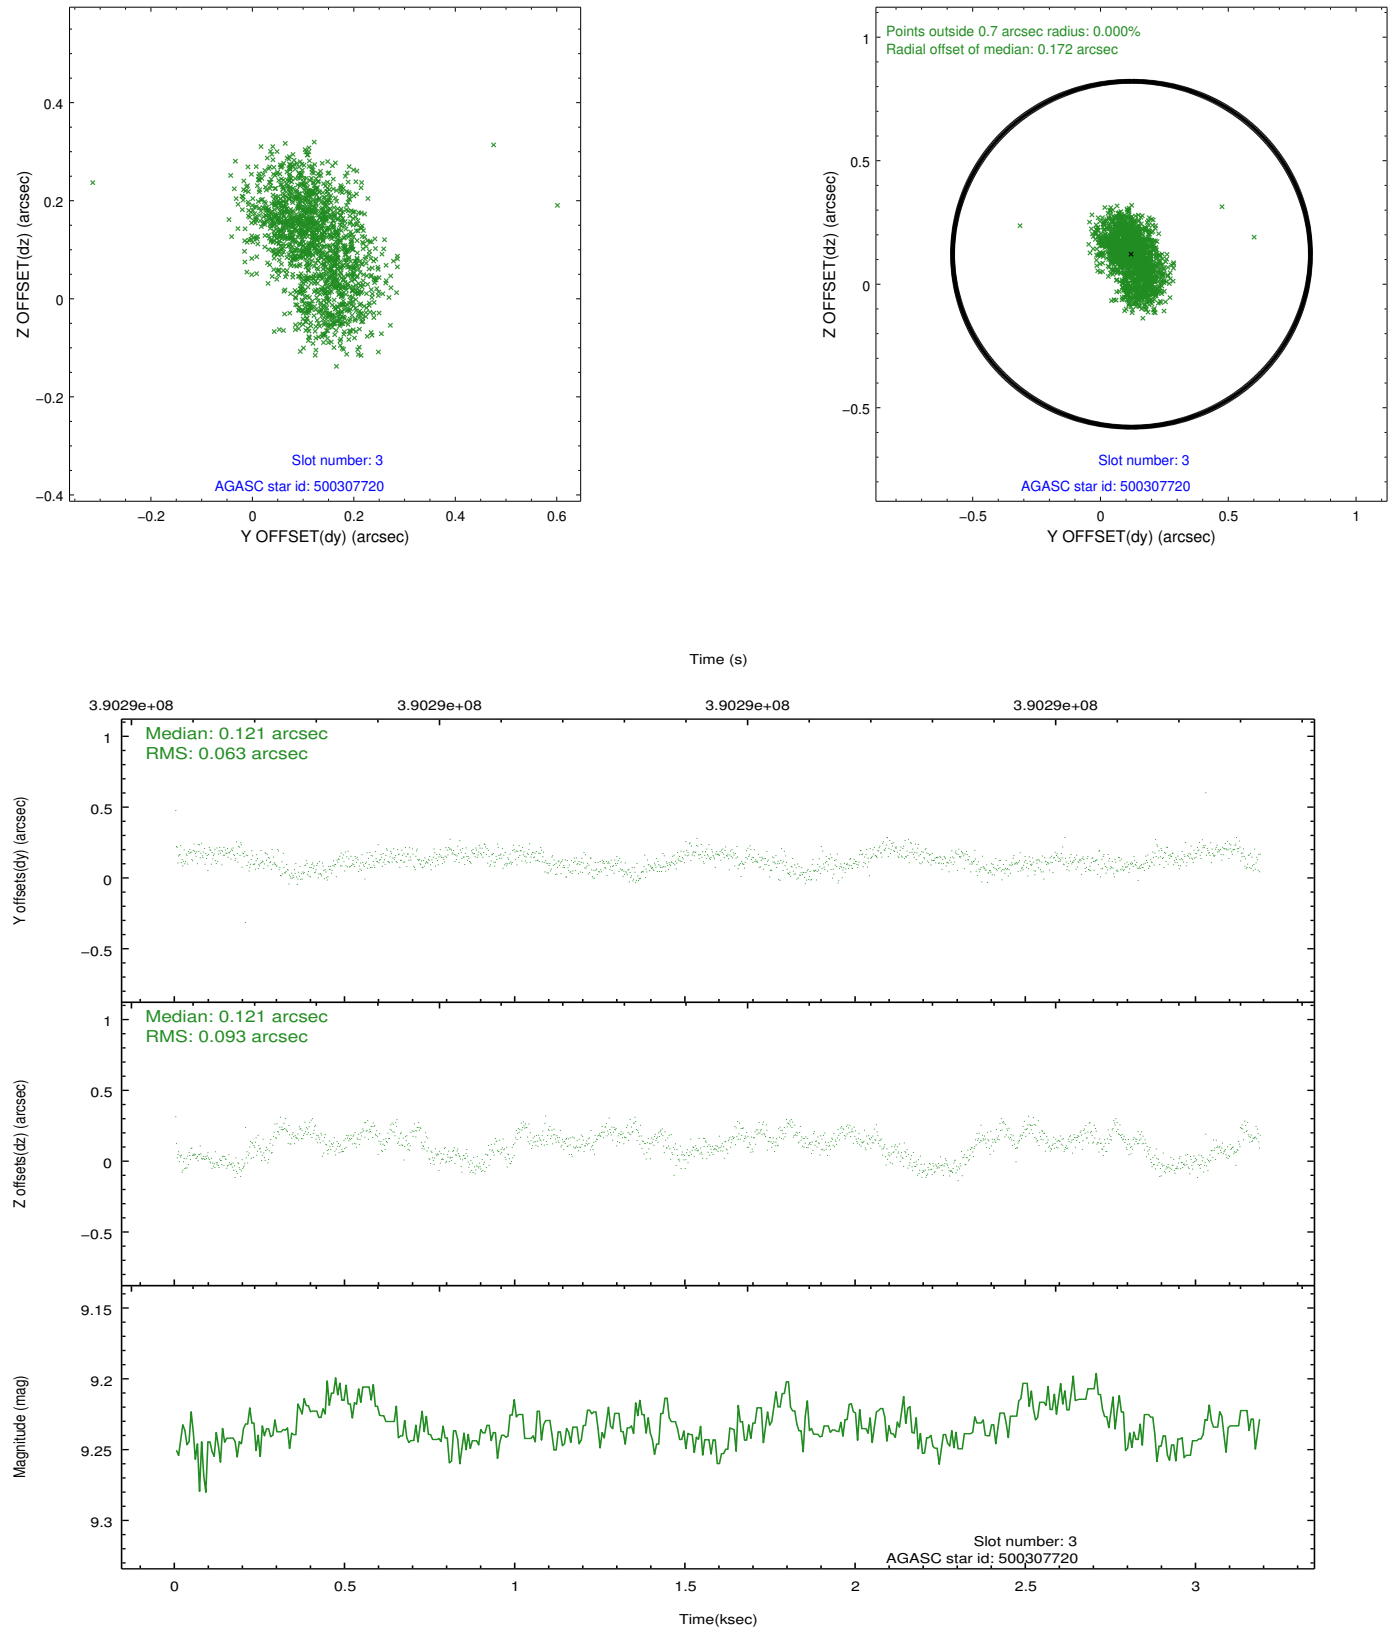 0.4
0.2
0
−0.2
−0.4
Z OFFSET(dz) (arcsec)
Slot number: 3
AGASC star id: 500307720
−0.2
0
0.2
0.4
0.6
Y OFFSET(dy) (arcsec)
Points outside 0.7 arcsec radius: 0.000%
Radial offset of median: 0.172 arcsec
1
0.5
0
−0.5
Z OFFSET(dz) (arcsec)
Slot number: 3
AGASC star id: 500307720
−0.5
0
0.5
1
Y OFFSET(dy) (arcsec)
Time (s)
3.9029e+08
3.9029e+08
3.9029e+08
3.9029e+08
Median: 0.121 arcsec
RMS: 0.063 arcsec
1
0.5
0
−0.5
Y offsets(dy) (arcsec)
Median: 0.121 arcsec
RMS: 0.093 arcsec
1
0.5
0
−0.5
Z offsets(dz) (arcsec)
9.15
9.2
9.25
9.3
Magnitude (mag)
Slot number: 3
AGASC star id: 500307720
0
0.5
1
1.5
2
2.5
3
Time(ksec)